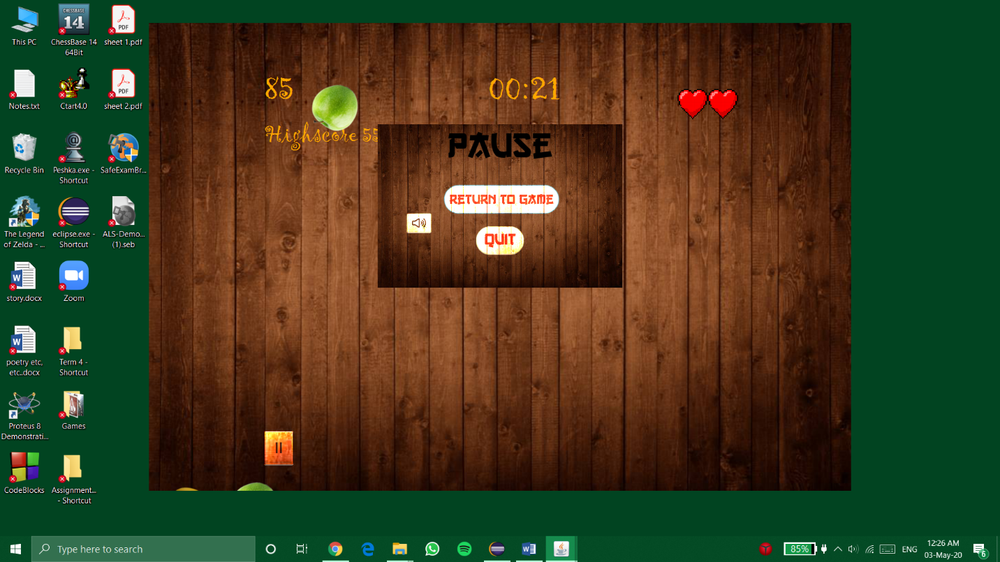 This PC
CHESSBASE
14
ChessBase 14
64Bit
PDF
sheet 1.pdf
Notes.txt
Ctart4.0
PDF
sheet 2.pdf
Recycle Bin
Peshka.exe -
Shortcut
SafeExamBr...
The Legend
of Zelda - ...
eclipse.exe -
Shortcut
ALS-Demo...
(1).seb
story.docx
Zoom
poetry etc,
etc..docx
Term 4 -
Shortcut
Proteus 8
Demonstrati...
Games
CodeBlocks
Assignment...
- Shortcut
85
00:21
Highscore
PAUSE
RETURN TO GAME
QUIT
Type here to search
85%
ENG
12:26 AM
03-May-20
6